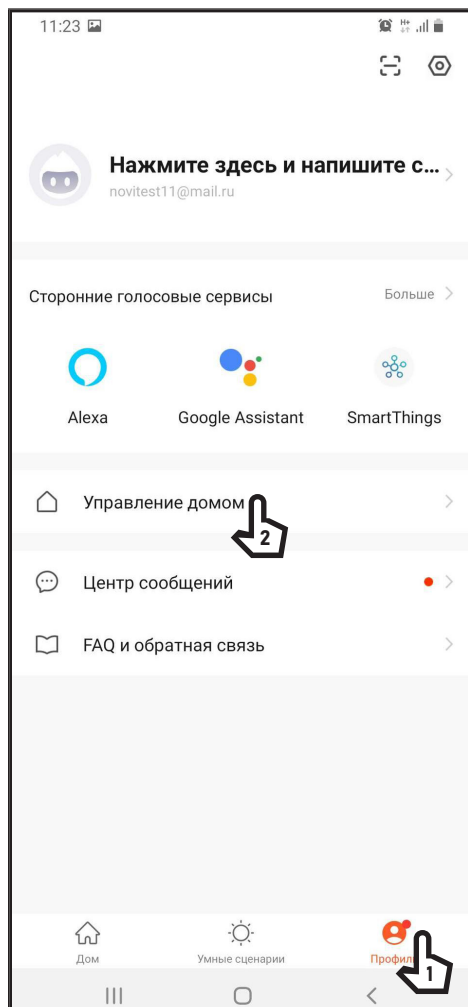 11:23
Нажмите здесь и напишите с...
novitest11@mail.ru
Сторонние голосовые сервисы Больше
Alexa Google Assistant SmartThings
Управление домом
2
Центр сообщений
FAQ и обратная связь
Дом Умные сценарии
1